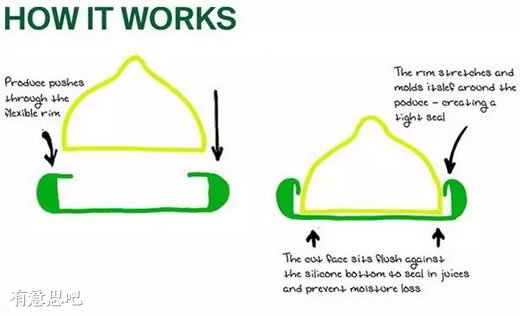 HOW IT WORKS
Produce pushes
through the
flexible rim
The rim stretches and
molds itslef around the
poduce - creating a
tight seal
The cut face sits flush against
the silicone bottom to seal in juices
and prevent moisture loss
有意思吧